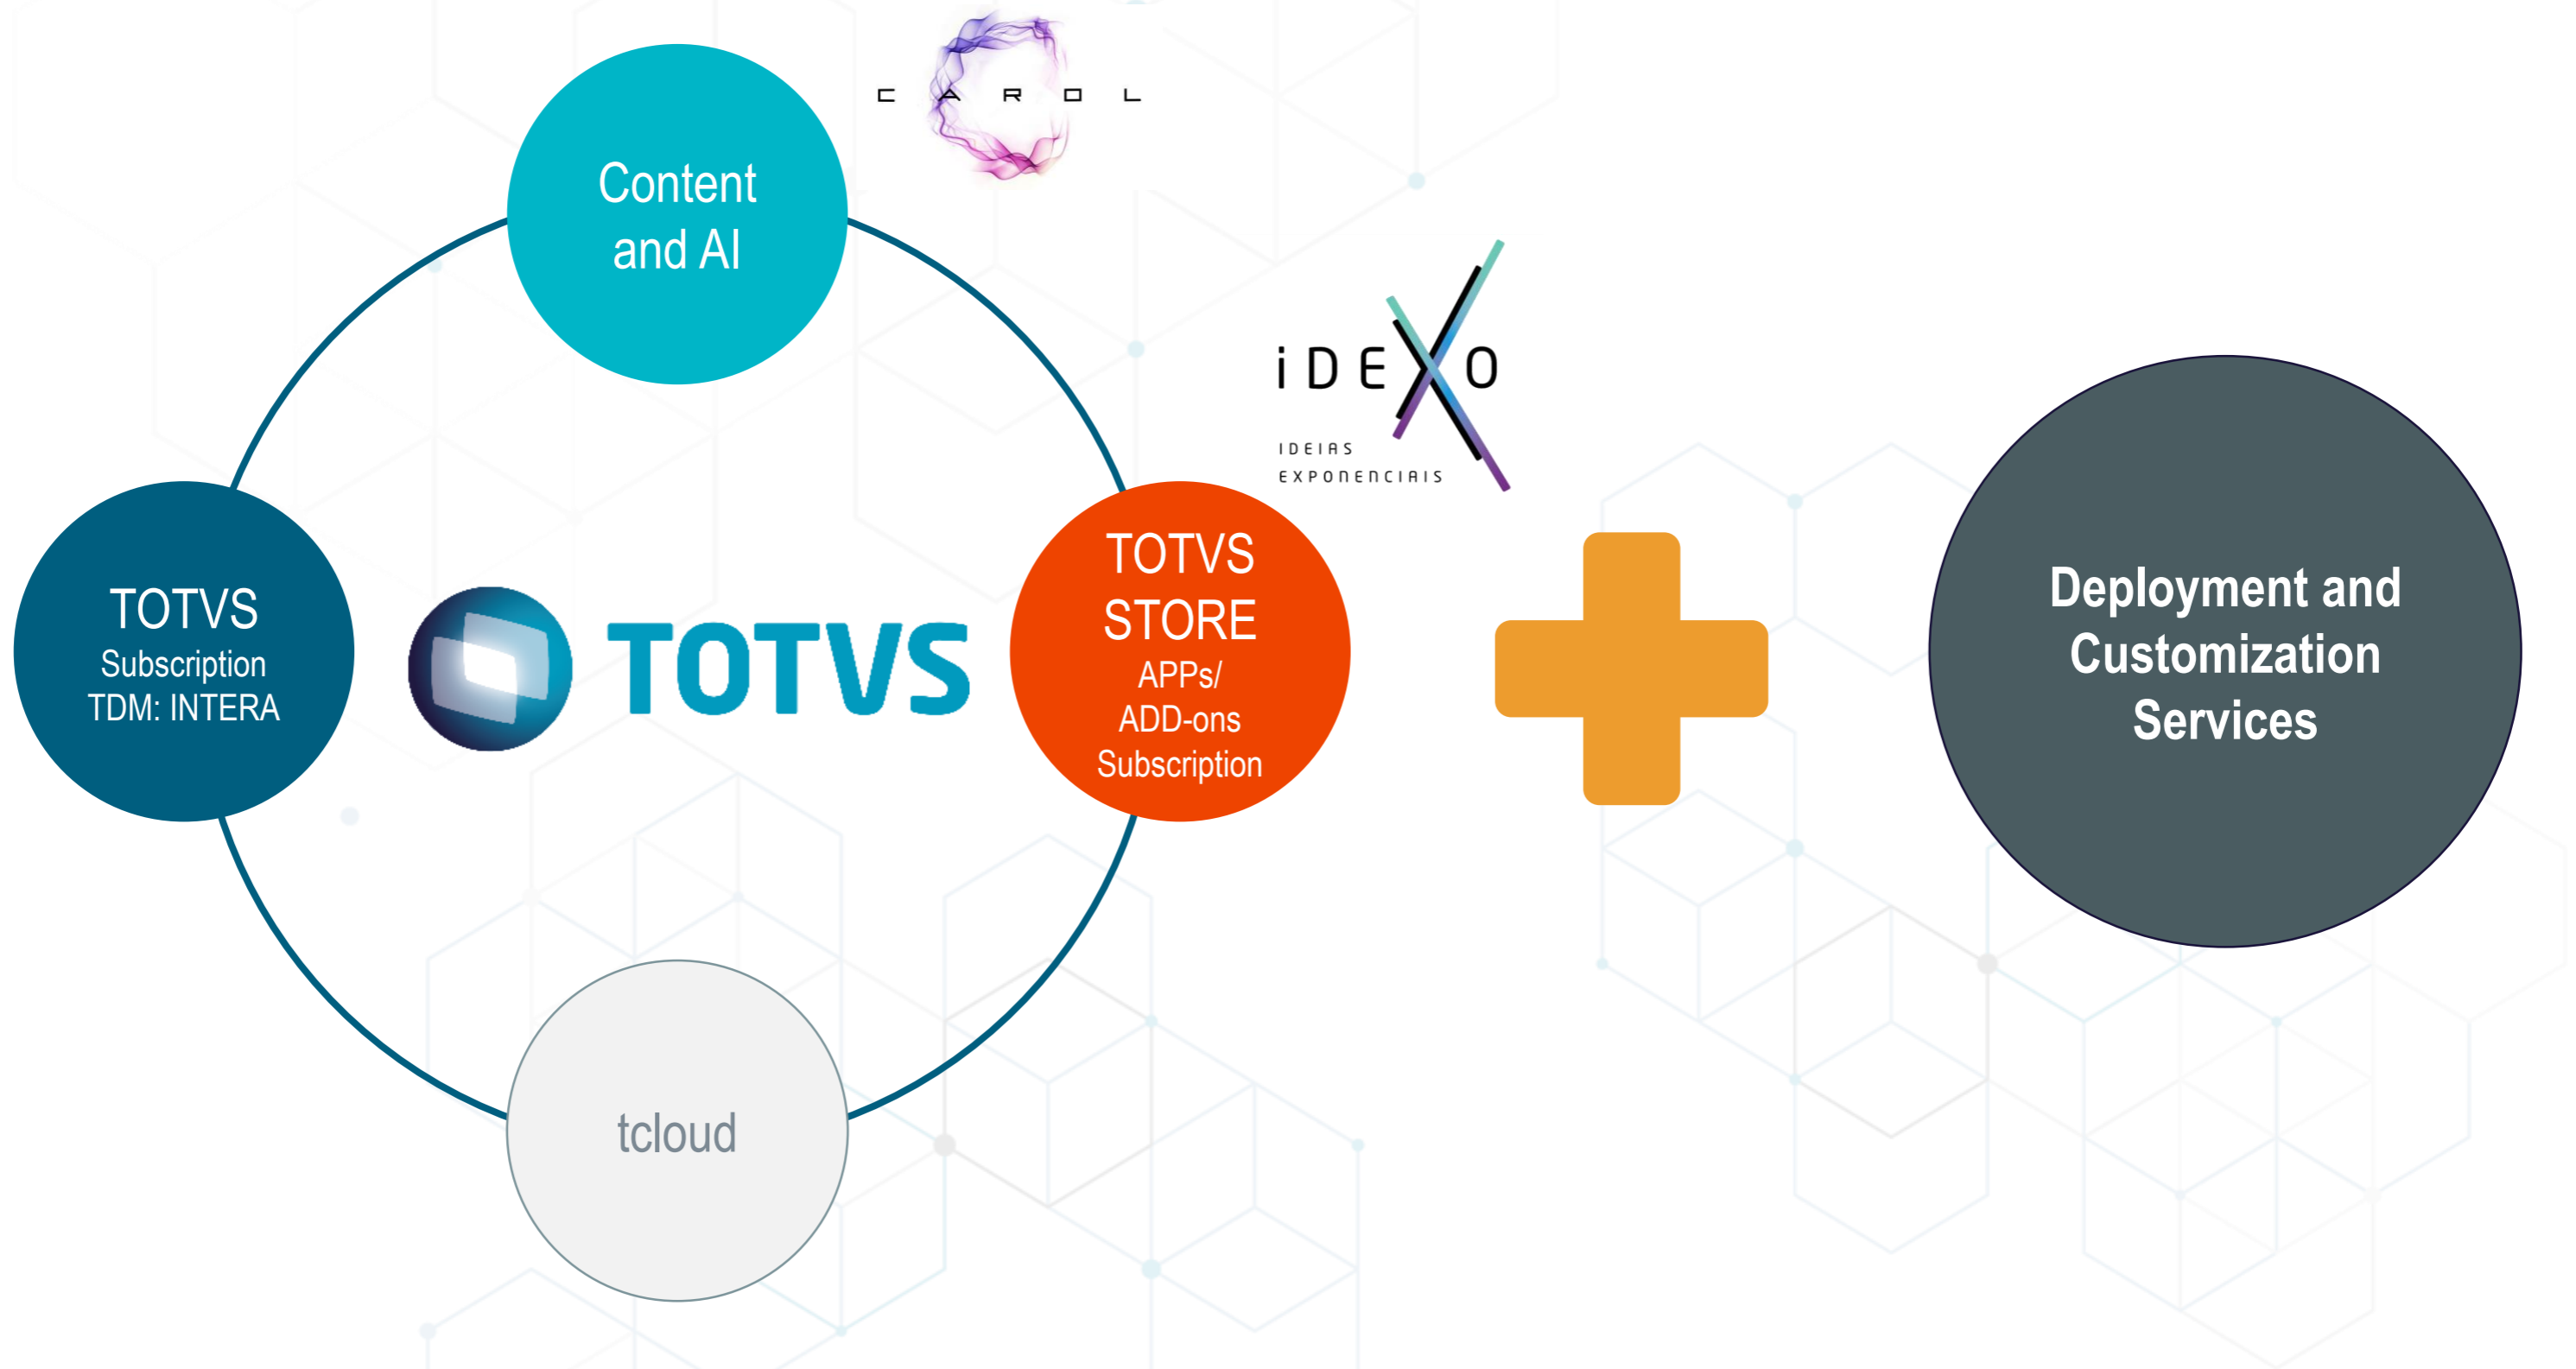 CAROL
Content
and AI
iDEXO
IDEIAS
EXPONENCIAIS
TOTVS
Subscription
TDM: INTERA
TOTVS
TOTVS
STORE
APPs/
ADD-ons
Subscription
Deployment and
Customization
Services
tcloud